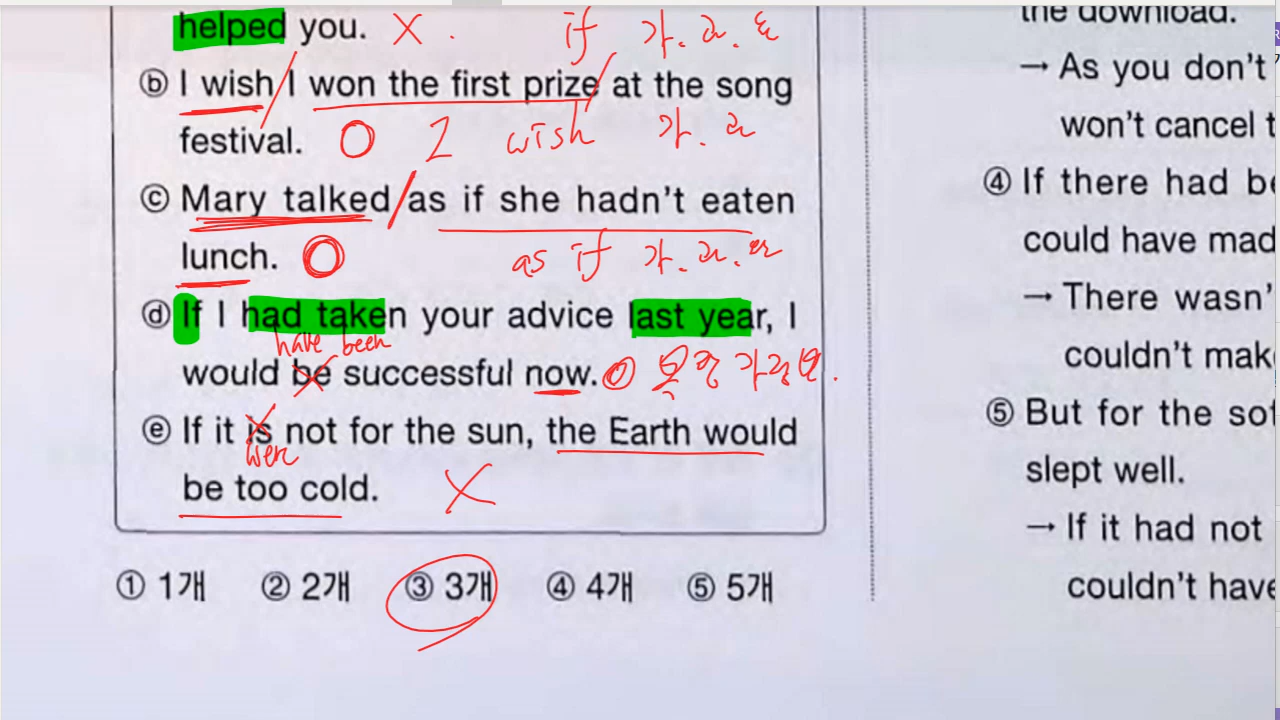 helped you. X. if 가.과.완
ⓑ I wish / I won the first prize / at the song
festival. O I wish 가.과
ⓒ Mary talked / as if she hadn't eaten
lunch. O as if 가.과.완
ⓓ If I had taken your advice last year, I
have been
would be successful now. O 혼합 가정법.
ⓔ If it is not for the sun, the Earth would
were
be too cold. X
① 1개 ② 2개 ③ 3개 ④ 4개 ⑤ 5개
the download.
→ As you don't
won't cancel t
④ If there had be
could have mad
→ There wasn'
couldn't make
⑤ But for the sof
slept well.
→ If it had not
couldn't have